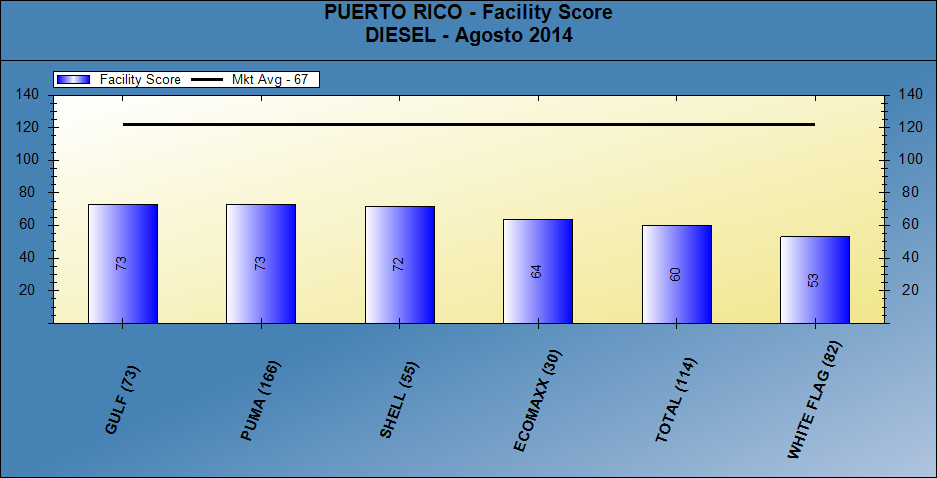 PUERTO RICO - Facility Score
DIESEL - Agosto 2014
Facility Score
Mkt Avg - 67
140
120
100
80
60
40
20
140
120
100
80
60
40
20
73
73
72
64
60
53
GULF (73)
PUMA (166)
SHELL (55)
ECOMAXX (30)
TOTAL (114)
WHITE FLAG (82)